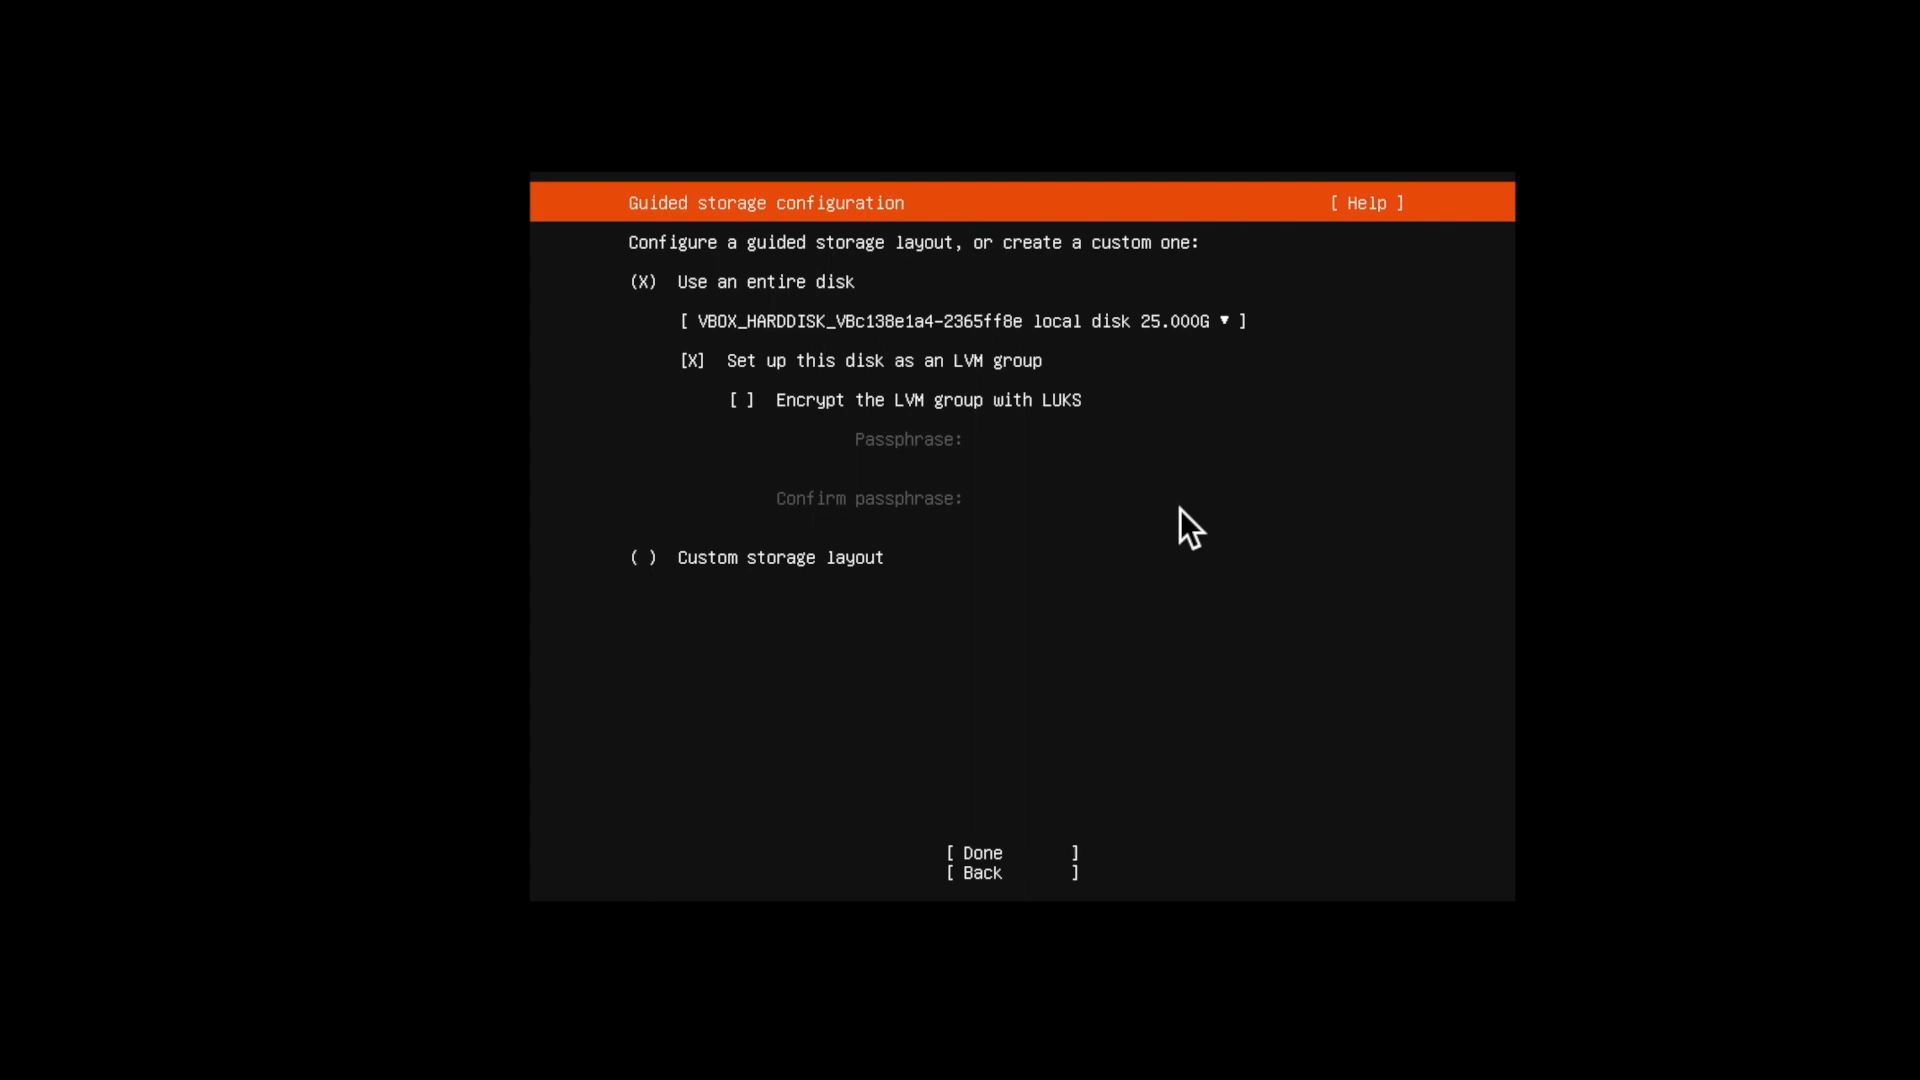 Guided storage configuration [ Help ]
Configure a guided storage layout, or create a custom one:
(X) Use an entire disk
[ VBOX_HARDDISK_VBc138e1a4-2365ff8e local disk 25.000G ▾ ]
[X] Set up this disk as an LVM group
[ ] Encrypt the LVM group with LUKS
Passphrase:
Confirm passphrase:
( ) Custom storage layout
[ Done ]
[ Back ]